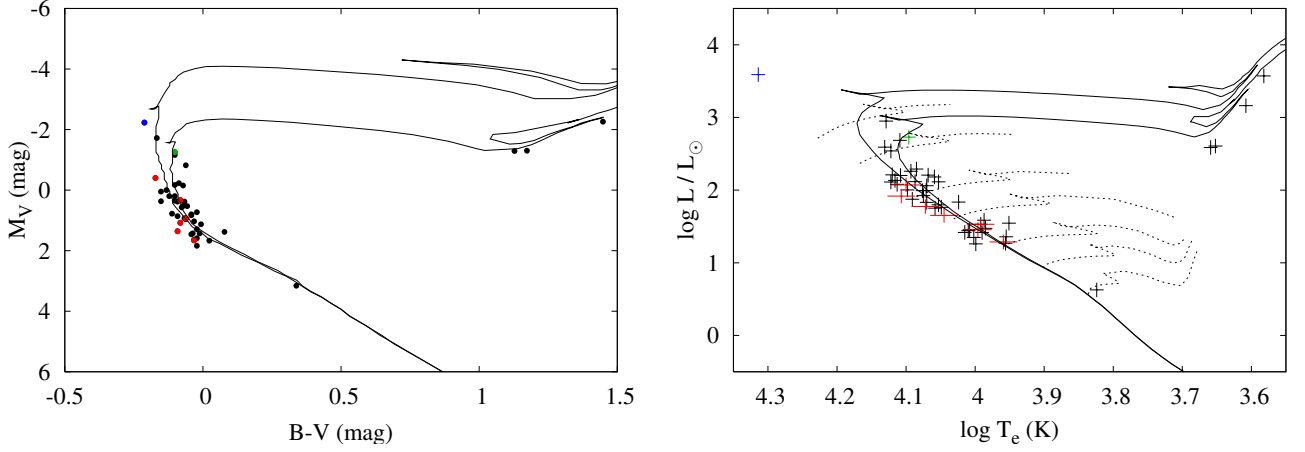 -6
-4
-2
0
2
4
6
M_V (mag)
-0.5 0 0.5 1 1.5
B-V (mag)
4
3
2
1
0
log L / L_☉
4.3 4.2 4.1 4 3.9 3.8 3.7 3.6
log T_e (K)